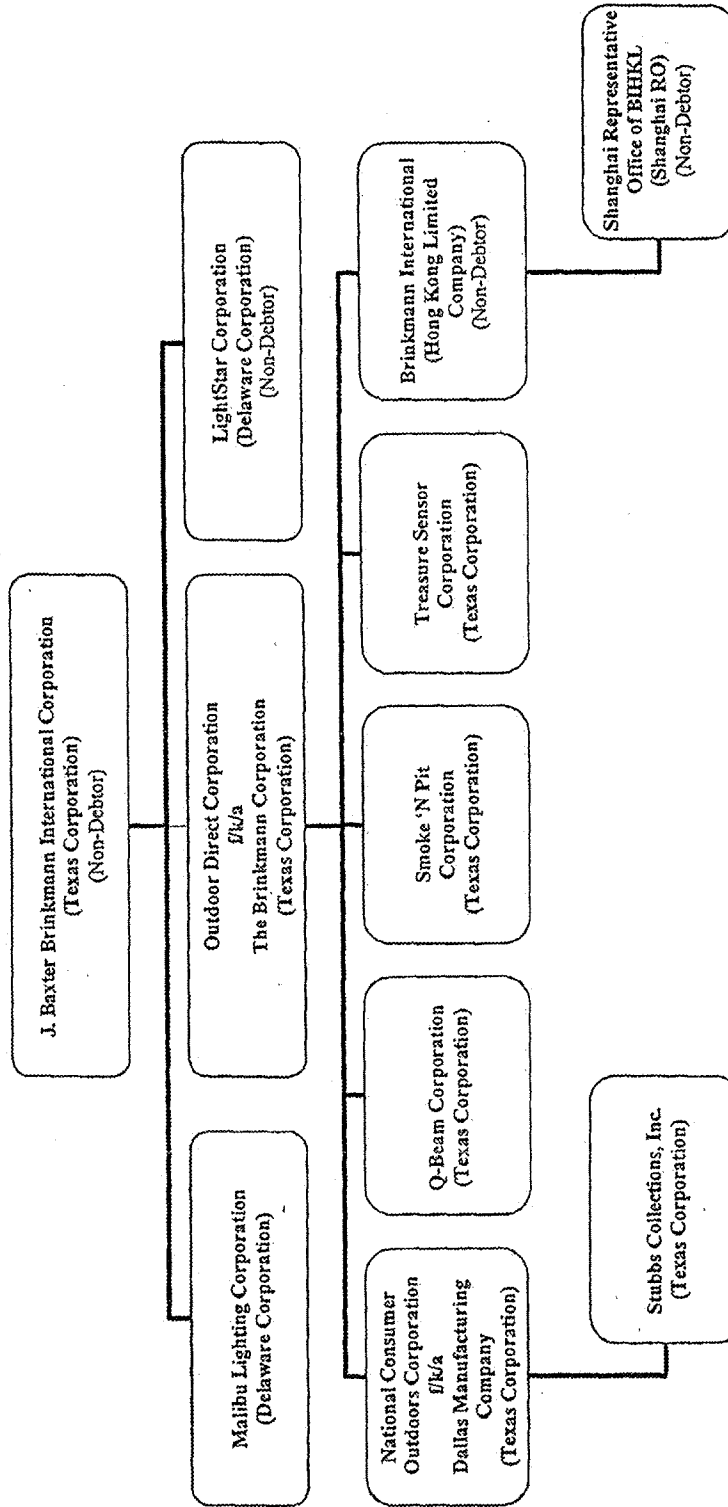 J. Baxter Brinkmann International Corporation
(Texas Corporation)
(Non-Debtor)
Malibu Lighting Corporation
(Delaware Corporation)
Outdoor Direct Corporation
f/k/a
The Brinkmann Corporation
(Texas Corporation)
LightStar Corporation
(Delaware Corporation)
(Non-Debtor)
National Consumer
Outdoors Corporation
f/k/a
Dallas Manufacturing
Company
(Texas Corporation)
Q-Beam Corporation
(Texas Corporation)
Smoke 'N Pit
Corporation
(Texas Corporation)
Treasure Sensor
Corporation
(Texas Corporation)
Brinkmann International
(Hong Kong Limited
Company)
(Non-Debtor)
Stubbs Collections, Inc.
(Texas Corporation)
Shanghai Representative
Office of BIHKL
(Shanghai RO)
(Non-Debtor)